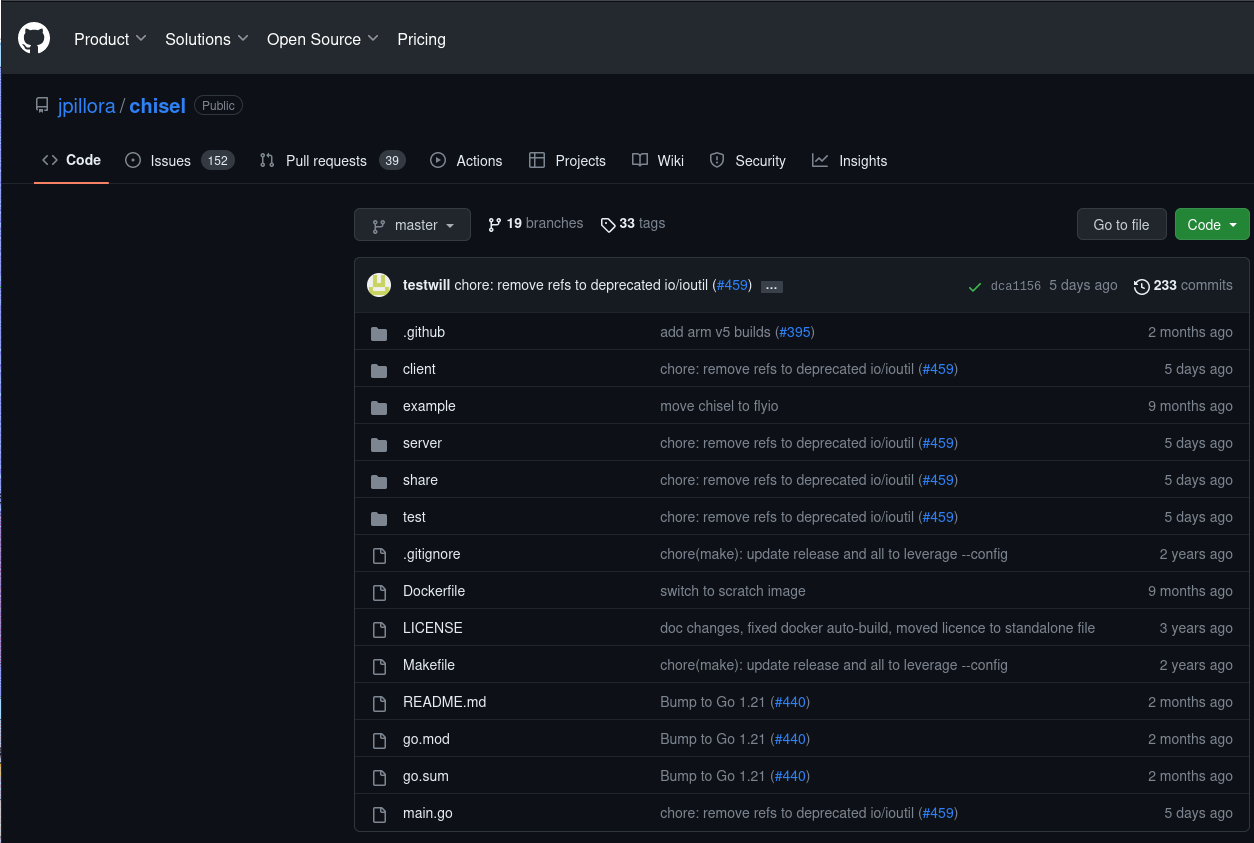 Product Solutions Open Source Pricing
jpillora / chisel Public
Code Issues 152 Pull requests 39 Actions Projects Wiki Security Insights
master 19 branches 33 tags Go to file Code
testwill chore: remove refs to deprecated io/ioutil (#459) ... dca1156 5 days ago 233 commits
.github add arm v5 builds (#395) 2 months ago
client chore: remove refs to deprecated io/ioutil (#459) 5 days ago
example move chisel to flyio 9 months ago
server chore: remove refs to deprecated io/ioutil (#459) 5 days ago
share chore: remove refs to deprecated io/ioutil (#459) 5 days ago
test chore: remove refs to deprecated io/ioutil (#459) 5 days ago
.gitignore chore(make): update release and all to leverage --config 2 years ago
Dockerfile switch to scratch image 9 months ago
LICENSE doc changes, fixed docker auto-build, moved licence to standalone file 3 years ago
Makefile chore(make): update release and all to leverage --config 2 years ago
README.md Bump to Go 1.21 (#440) 2 months ago
go.mod Bump to Go 1.21 (#440) 2 months ago
go.sum Bump to Go 1.21 (#440) 2 months ago
main.go chore: remove refs to deprecated io/ioutil (#459) 5 days ago